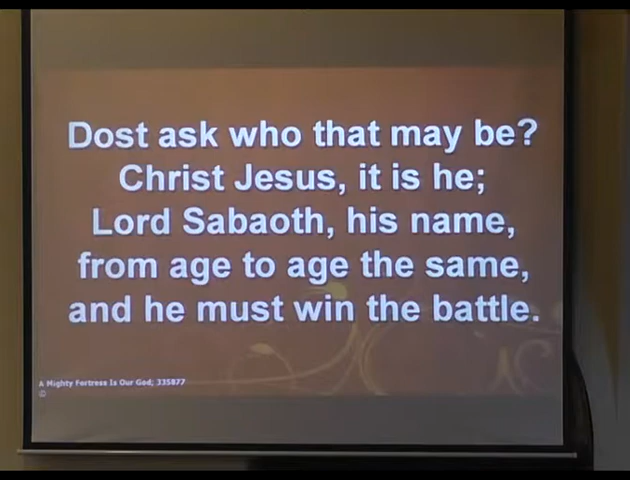 Dost ask who that may be?
Christ Jesus, it is he;
Lord Sabaoth, his name,
from age to age the same,
and he must win the battle.
A Mighty Fortress Is Our God; 335877